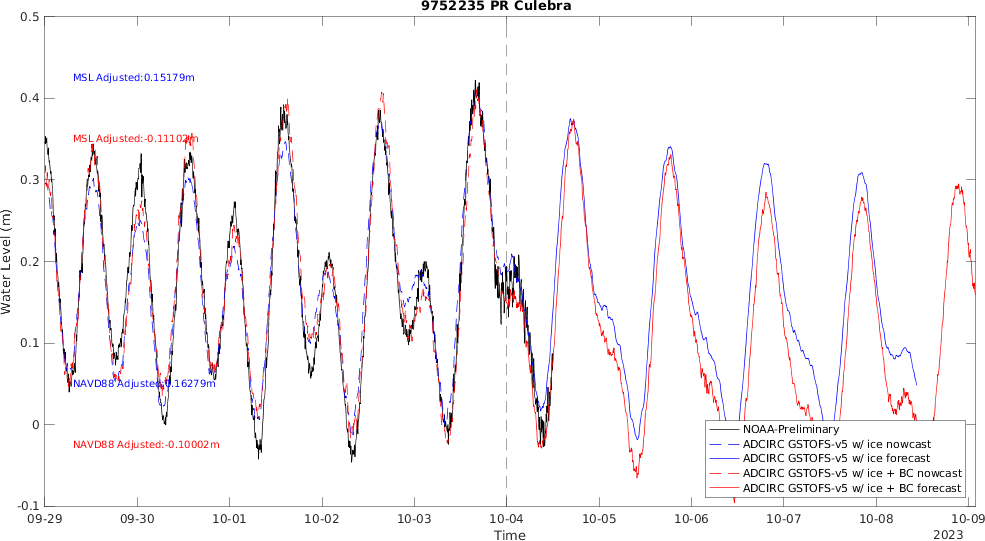 9752235 PR Culebra
0.5
MSL Adjusted:0.15179m
0.4
MSL Adjusted:-0.11102m
0.3
Water Level (m)
0.2
0.1
NAVD88 Adjusted:0.16279m
0
NAVD88 Adjusted:-0.10002m
NOAA-Preliminary
ADCIRC GSTOFS-v5 w/ ice nowcast
ADCIRC GSTOFS-v5 w/ ice forecast
ADCIRC GSTOFS-v5 w/ ice + BC nowcast
ADCIRC GSTOFS-v5 w/ ice + BC forecast
-0.1
09-29 09-30 10-01 10-02 10-03 10-04 10-05 10-06 10-07 10-08 10-09
Time
2023